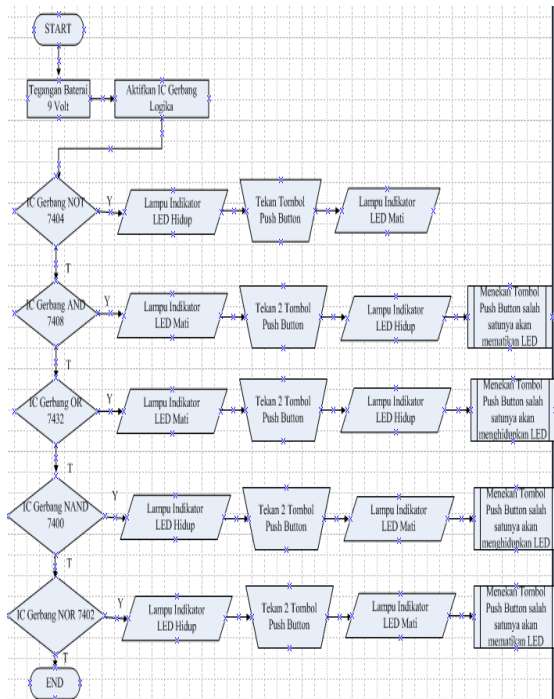 START
Tegangan Baterai
9 Volt
Aktifkan IC Gerbang
Logika
IC Gerbang NOT
7404
Y
Lampu Indikator
LED Hidup
Tekan Tombol
Push Button
Lampu Indikator
LED Mati
T
IC Gerbang AND
7408
Y
Lampu Indikator
LED Mati
Tekan 2 Tombol
Push Button
Lampu Indikator
LED Hidup
Menekan Tombol
Push Button salah
satunya akan
mematikan LED
T
IC Gerbang OR
7432
Y
Lampu Indikator
LED Mati
Tekan 2 Tombol
Push Button
Lampu Indikator
LED Hidup
Menekan Tombol
Push Button salah
satunya akan
menghidupkan LED
T
IC Gerbang NAND
7400
Y
Lampu Indikator
LED Hidup
Tekan 2 Tombol
Push Button
Lampu Indikator
LED Mati
Menekan Tombol
Push Button salah
satunya akan
menghidupkan LED
T
IC Gerbang NOR 7402
Y
Lampu Indikator
LED Hidup
Tekan 2 Tombol
Push Button
Lampu Indikator
LED Mati
Menekan Tombol
Push Button salah
satunya akan
mematikan LED
T
END